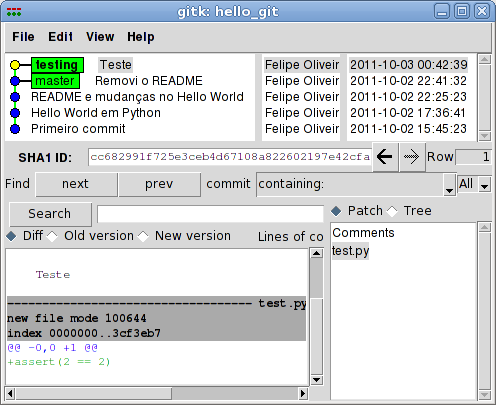 gitk: hello_git
File Edit View Help
testing Teste Felipe Oliveir 2011-10-03 00:42:39
master Removi o README Felipe Oliveir 2011-10-02 22:41:32
README e mudanças no Hello World Felipe Oliveir 2011-10-02 22:25:23
Hello World em Python Felipe Oliveir 2011-10-02 17:36:41
Primeiro commit Felipe Oliveir 2011-10-02 15:45:23
SHA1 ID: cc682991f725e3ceb4d67108a822602197e42cfa Row 1
Find next prev commit containing: All
Search
Patch Tree
Diff Old version New version Lines of co
Comments
test.py
Teste
---------------------------------- test.py
new file mode 100644
index 0000000..3cf3eb7
@@ -0,0 +1 @@
+assert(2 == 2)